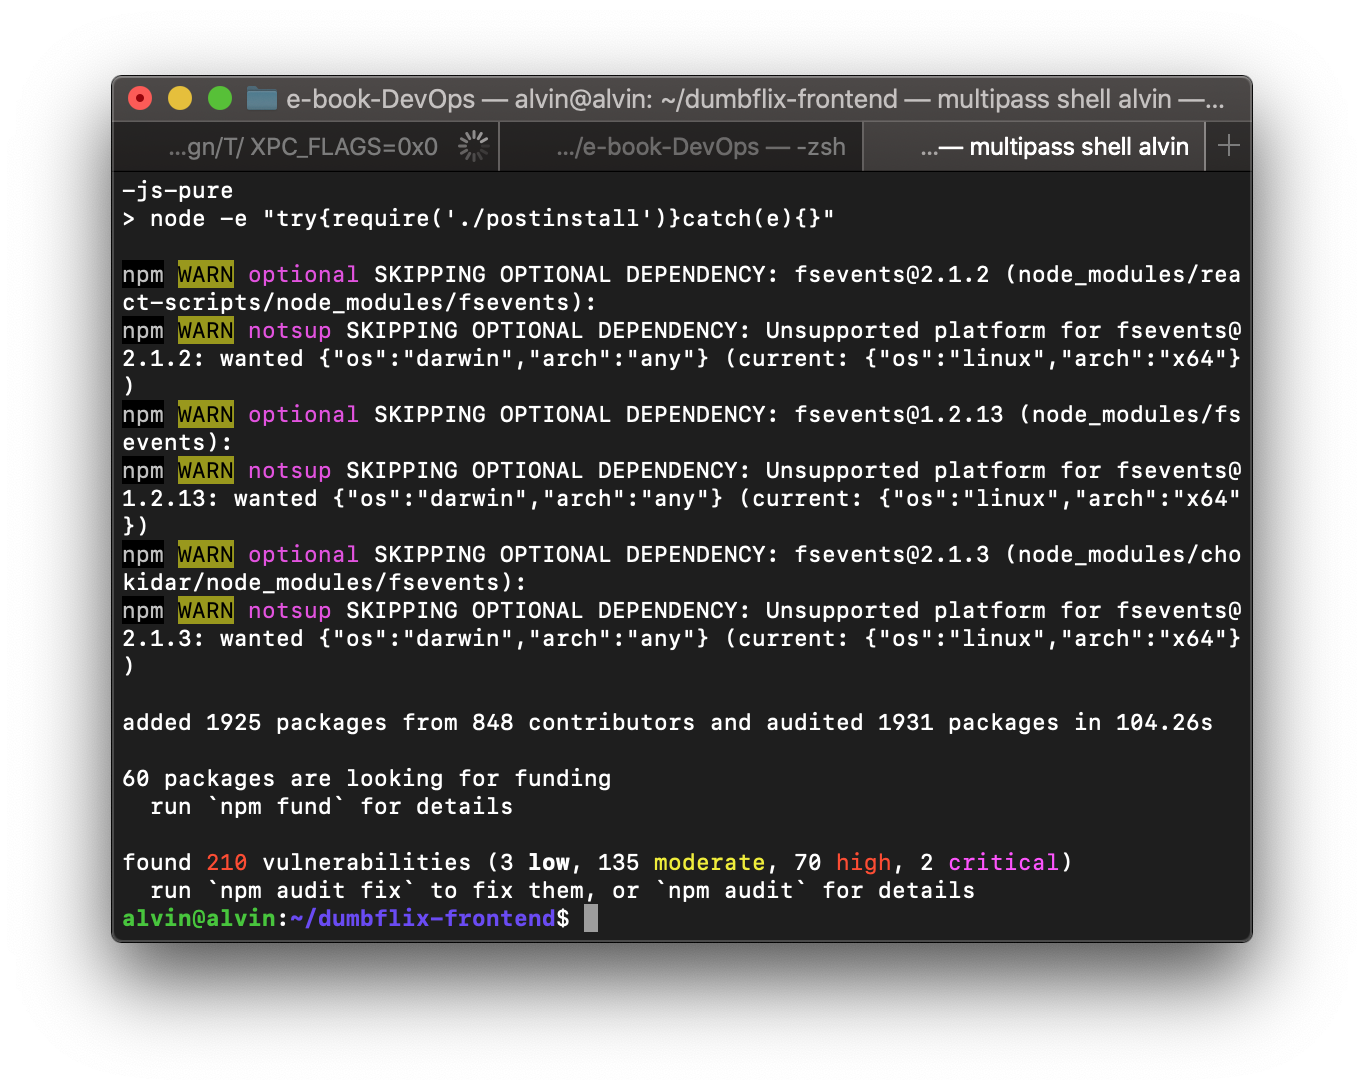 e-book-DevOps — alvin@alvin: ~/dumbflix-frontend — multipass shell alvin —...
...gn/T/ XPC_FLAGS=0x0
.../e-book-DevOps — -zsh
...— multipass shell alvin
-js-pure
> node -e "try{require('./postinstall')}catch(e){}"
npm WARN optional SKIPPING OPTIONAL DEPENDENCY: fsevents@2.1.2 (node_modules/rea
ct-scripts/node_modules/fsevents):
npm WARN notsup SKIPPING OPTIONAL DEPENDENCY: Unsupported platform for fsevents@
2.1.2: wanted {"os":"darwin","arch":"any"} (current: {"os":"linux","arch":"x64"}
)
npm WARN optional SKIPPING OPTIONAL DEPENDENCY: fsevents@1.2.13 (node_modules/fs
events):
npm WARN notsup SKIPPING OPTIONAL DEPENDENCY: Unsupported platform for fsevents@
1.2.13: wanted {"os":"darwin","arch":"any"} (current: {"os":"linux","arch":"x64"
})
npm WARN optional SKIPPING OPTIONAL DEPENDENCY: fsevents@2.1.3 (node_modules/cho
kidar/node_modules/fsevents):
npm WARN notsup SKIPPING OPTIONAL DEPENDENCY: Unsupported platform for fsevents@
2.1.3: wanted {"os":"darwin","arch":"any"} (current: {"os":"linux","arch":"x64"}
)
added 1925 packages from 848 contributors and audited 1931 packages in 104.26s
60 packages are looking for funding
run `npm fund` for details
found 210 vulnerabilities (3 low, 135 moderate, 70 high, 2 critical)
run `npm audit fix` to fix them, or `npm audit` for details
alvin@alvin:~/dumbflix-frontend$